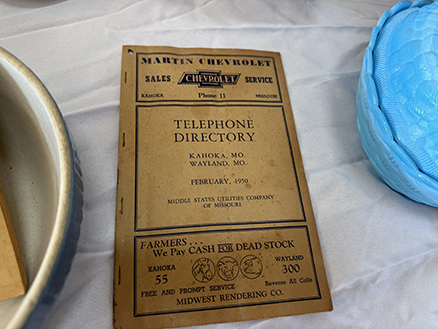 MARTIN CHEVROLET
SALES CHEVROLET SERVICE
KAHOKA Phone 11 MISSOURI
TELEPHONE
DIRECTORY
KAHOKA, MO.
WAYLAND, MO.
FEBRUARY, 1950
MIDDLE STATES UTILITIES COMPANY
OF MISSOURI
FARMERS...
We Pay CASH FOR DEAD STOCK
KAHOKA WAYLAND
55 300
FREE AND PROMPT SERVICE Reverse All Calls
MIDWEST RENDERING CO.